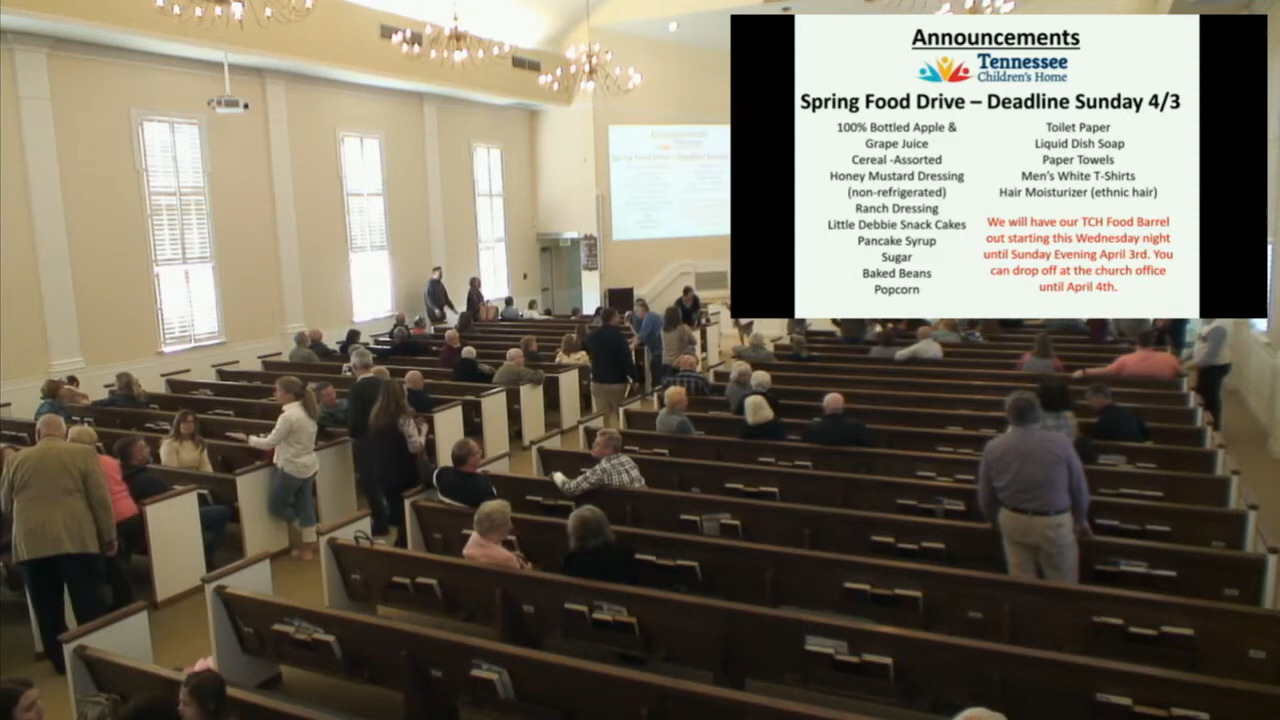 Announcements
Tennessee
Children's Home
Spring Food Drive – Deadline Sunday 4/3
100% Bottled Apple &
Grape Juice
Cereal -Assorted
Honey Mustard Dressing
(non-refrigerated)
Ranch Dressing
Little Debbie Snack Cakes
Pancake Syrup
Sugar
Baked Beans
Popcorn
Toilet Paper
Liquid Dish Soap
Paper Towels
Men's White T-Shirts
Hair Moisturizer (ethnic hair)
We will have our TCH Food Barrel
out starting this Wednesday night
until Sunday Evening April 3rd. You
can drop off at the church office
until April 4th.
Announcements